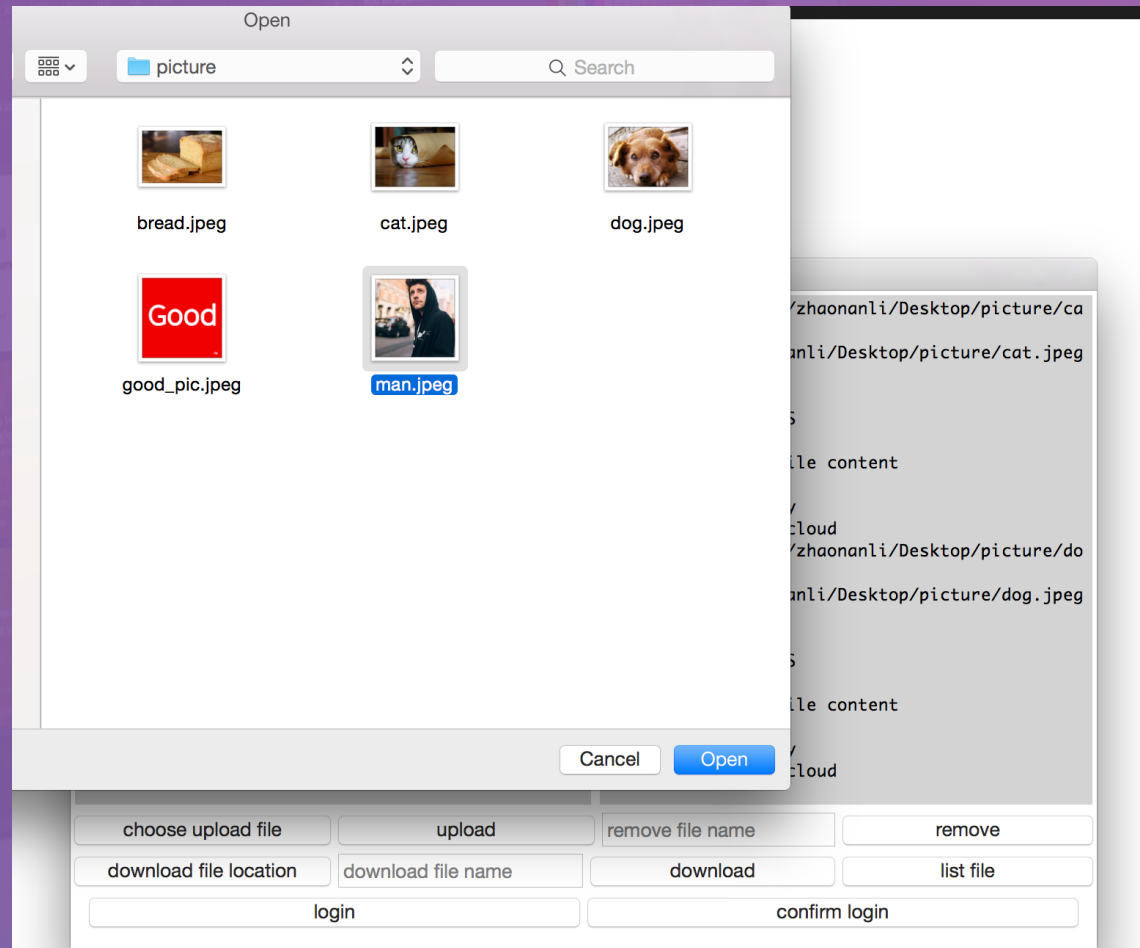 Open
picture
Search
bread.jpeg
cat.jpeg
dog.jpeg
Good
good_pic.jpeg
man.jpeg
Cancel
Open
/zhaonanli/Desktop/picture/ca
anli/Desktop/picture/cat.jpeg
S
ile content
y
cloud
/zhaonanli/Desktop/picture/do
anli/Desktop/picture/dog.jpeg
S
ile content
y
cloud
choose upload file
upload
remove file name
remove
download file location
download file name
download
list file
login
confirm login